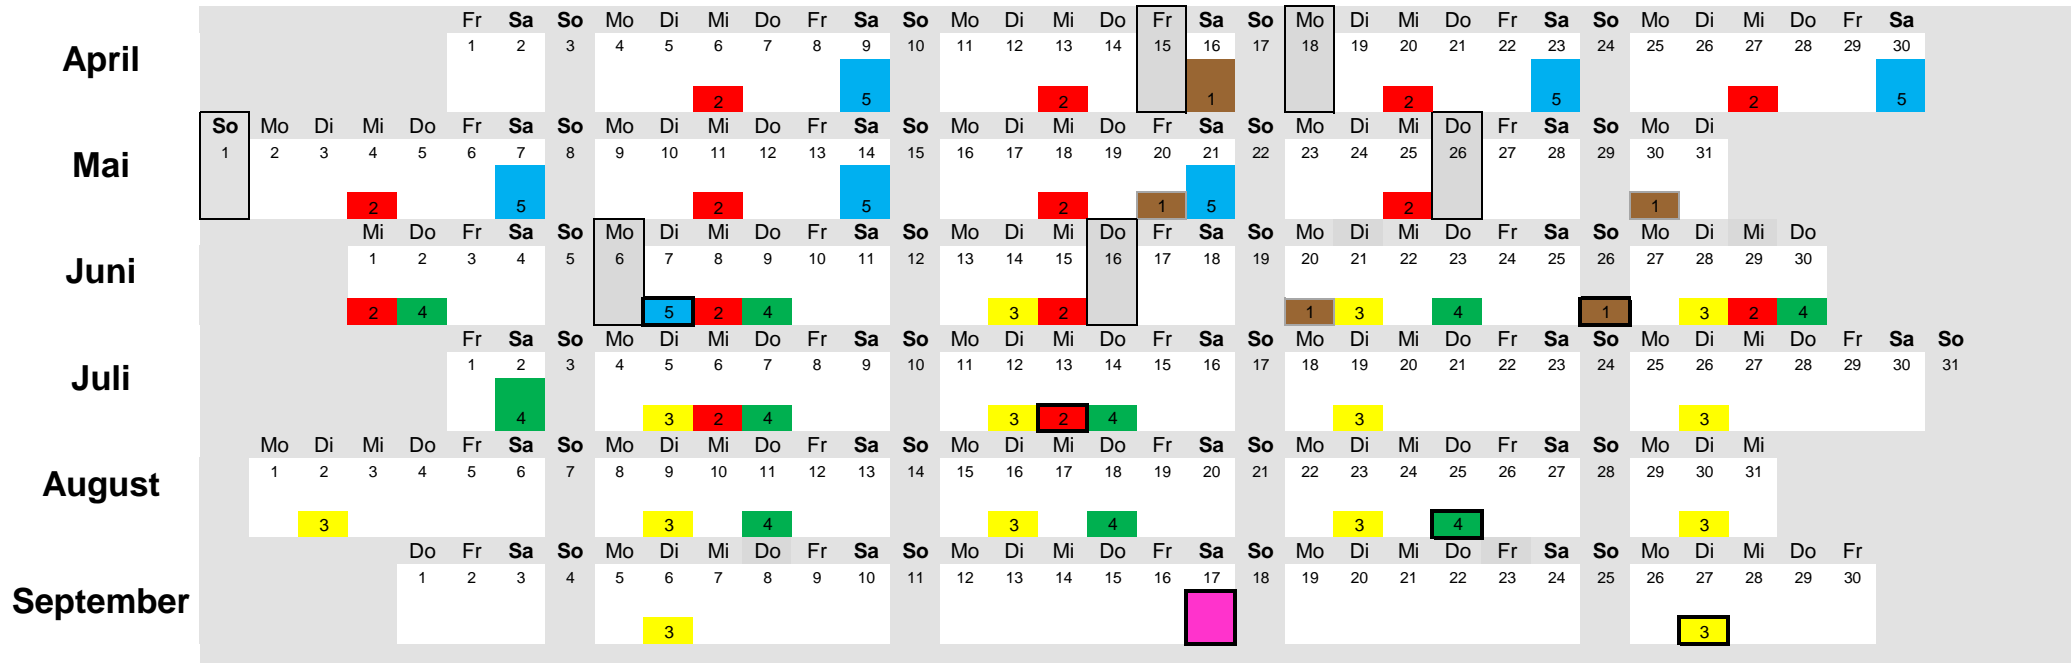 Fr Sa So Mo Di Mi Do Fr Sa So Mo Di Mi Do Fr Sa So Mo Di Mi Do Fr Sa So Mo Di Mi Do Fr Sa
April 1 2 3 4 5 6 7 8 9 10 11 12 13 14 15 16 17 18 19 20 21 22 23 24 25 26 27 28 29 30
2 5 2 1 2 5 2 5
So Mo Di Mi Do Fr Sa So Mo Di Mi Do Fr Sa So Mo Di Mi Do Fr Sa So Mo Di Mi Do Fr Sa So Mo Di
Mai 1 2 3 4 5 6 7 8 9 10 11 12 13 14 15 16 17 18 19 20 21 22 23 24 25 26 27 28 29 30 31
2 5 2 5 2 1 5 2 1
Mi Do Fr Sa So Mo Di Mi Do Fr Sa So Mo Di Mi Do Fr Sa So Mo Di Mi Do Fr Sa So Mo Di Mi Do
Juni 1 2 3 4 5 6 7 8 9 10 11 12 13 14 15 16 17 18 19 20 21 22 23 24 25 26 27 28 29 30
2 4 5 2 4 3 2 1 3 4 1 3 2 4
Fr Sa So Mo Di Mi Do Fr Sa So Mo Di Mi Do Fr Sa So Mo Di Mi Do Fr Sa So Mo Di Mi Do Fr Sa So
Juli 1 2 3 4 5 6 7 8 9 10 11 12 13 14 15 16 17 18 19 20 21 22 23 24 25 26 27 28 29 30 31
4 3 2 4 3 2 4 3 3
Mo Di Mi Do Fr Sa So Mo Di Mi Do Fr Sa So Mo Di Mi Do Fr Sa So Mo Di Mi Do Fr Sa So Mo Di Mi
August 1 2 3 4 5 6 7 8 9 10 11 12 13 14 15 16 17 18 19 20 21 22 23 24 25 26 27 28 29 30 31
3 3 4 3 4 3 4 3
Do Fr Sa So Mo Di Mi Do Fr Sa So Mo Di Mi Do Fr Sa So Mo Di Mi Do Fr Sa So Mo Di Mi Do Fr
September 1 2 3 4 5 6 7 8 9 10 11 12 13 14 15 16 17 18 19 20 21 22 23 24 25 26 27 28 29 30
3 3